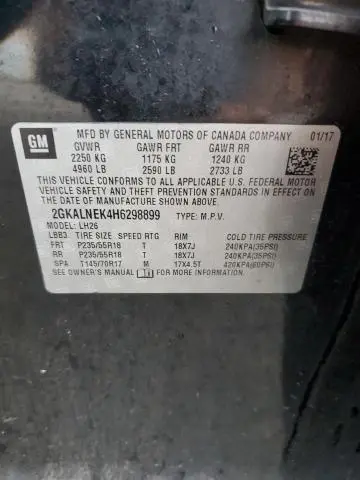 GM
MFD BY GENERAL MOTORS OF CANADA COMPANY 01/17
GVWR GAWR FRT GAWR RR
2250 KG 1175 KG 1240 KG
4960 LB 2590 LB 2733 LB
THIS VEHICLE CONFORMS TO ALL APPLICABLE U.S. FEDERAL MOTOR
VEHICLE SAFETY AND THEFT PREVENTION STANDARDS IN EFFECT ON THE DATE OF
MANUFACTURE SHOWN ABOVE.
2GKALNEK4H6298899 TYPE: M.P.V.
MODEL: LH26
LBB3. TIRE SIZE SPEED RTG RIM COLD TIRE PRESSURE
FRT P235/55R18 T 18X7J 240KPA(35PSI)
RR P235/55R18 T 18X7J 240KPA(35PSI)
SPA T145/70R17 M 17X4.5T 420KPA(60PSI)
SEE OWNER'S MANUAL FOR MORE INFORMATION.